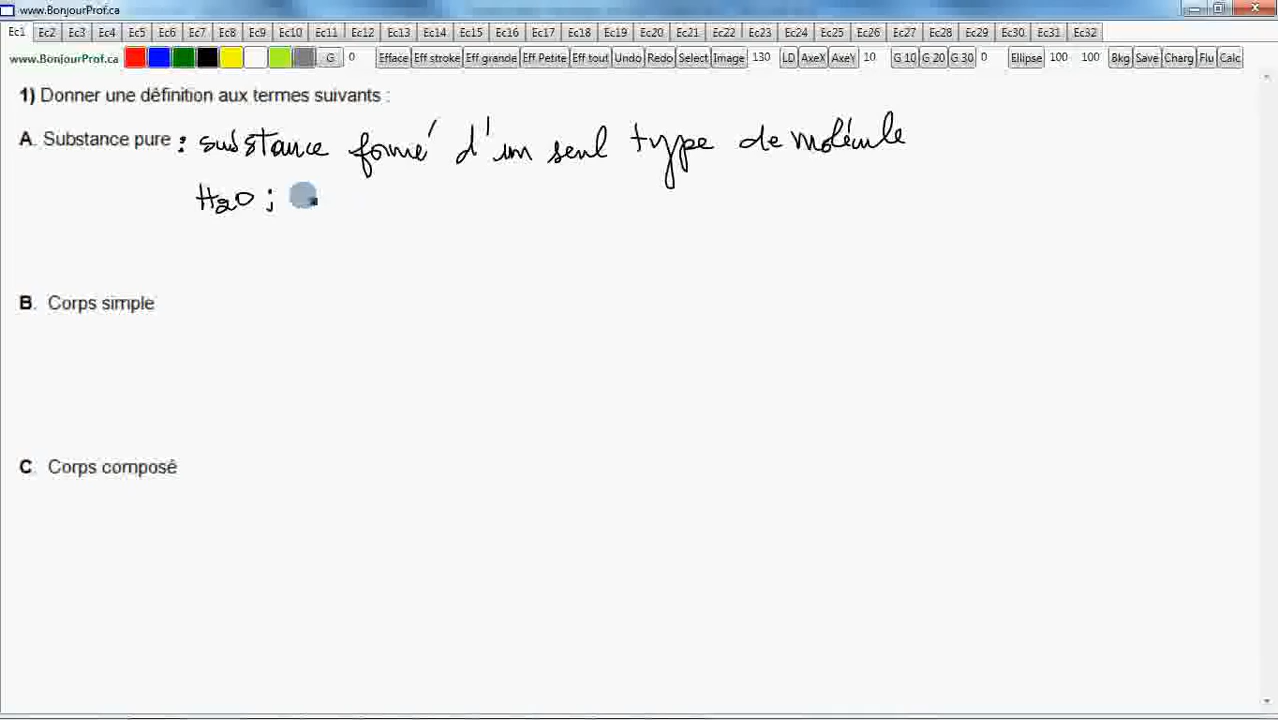 www.BonjourProf.ca
Ec1 Ec2 Ec3 Ec4 Ec5 Ec6 Ec7 Ec8 Ec9 Ec10 Ec11 Ec12 Ec13 Ec14 Ec15 Ec16 Ec17 Ec18 Ec19 Ec20 Ec21 Ec22 Ec23 Ec24 Ec25 Ec26 Ec27 Ec28 Ec29 Ec30 Ec31 Ec32
www.BonjourProf.ca G 0 Efface Eff stroke Eff grande Eff Petite Eff tout Undo Redo Select Image 130 LD AxeX AxeY 10 G 10 G 20 G 30 0 Ellipse 100 100 Bkg Save Charg Flu Calc
1) Donner une définition aux termes suivants :
A. Substance pure : substance formé d'un seul type de molécule
H₂O ;
B. Corps simple
C. Corps composé